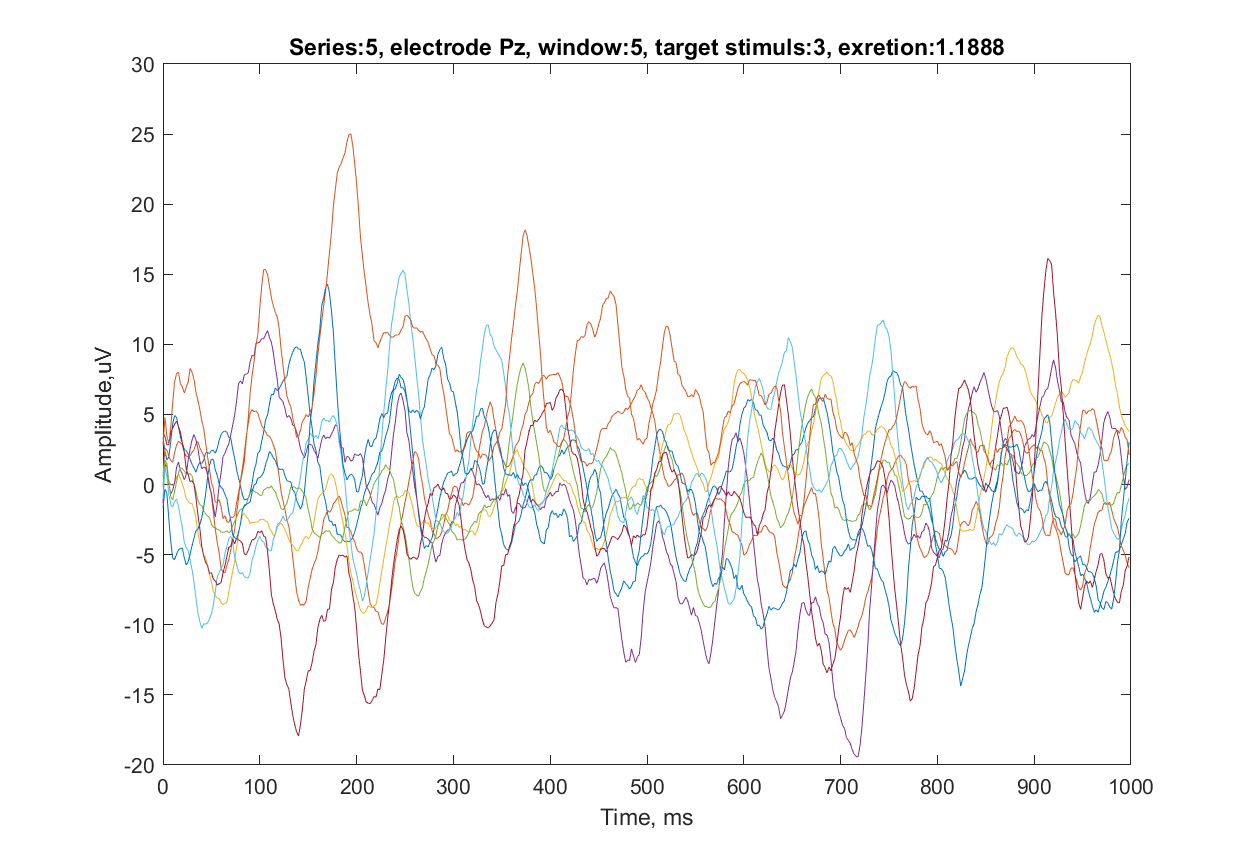 Series:5, electrode Pz, window:5, target stimuls:3, exretion:1.1888
30
25
20
15
10
5
0
-5
-10
-15
-20
Amplitude,uV
0 100 200 300 400 500 600 700 800 900 1000
Time, ms